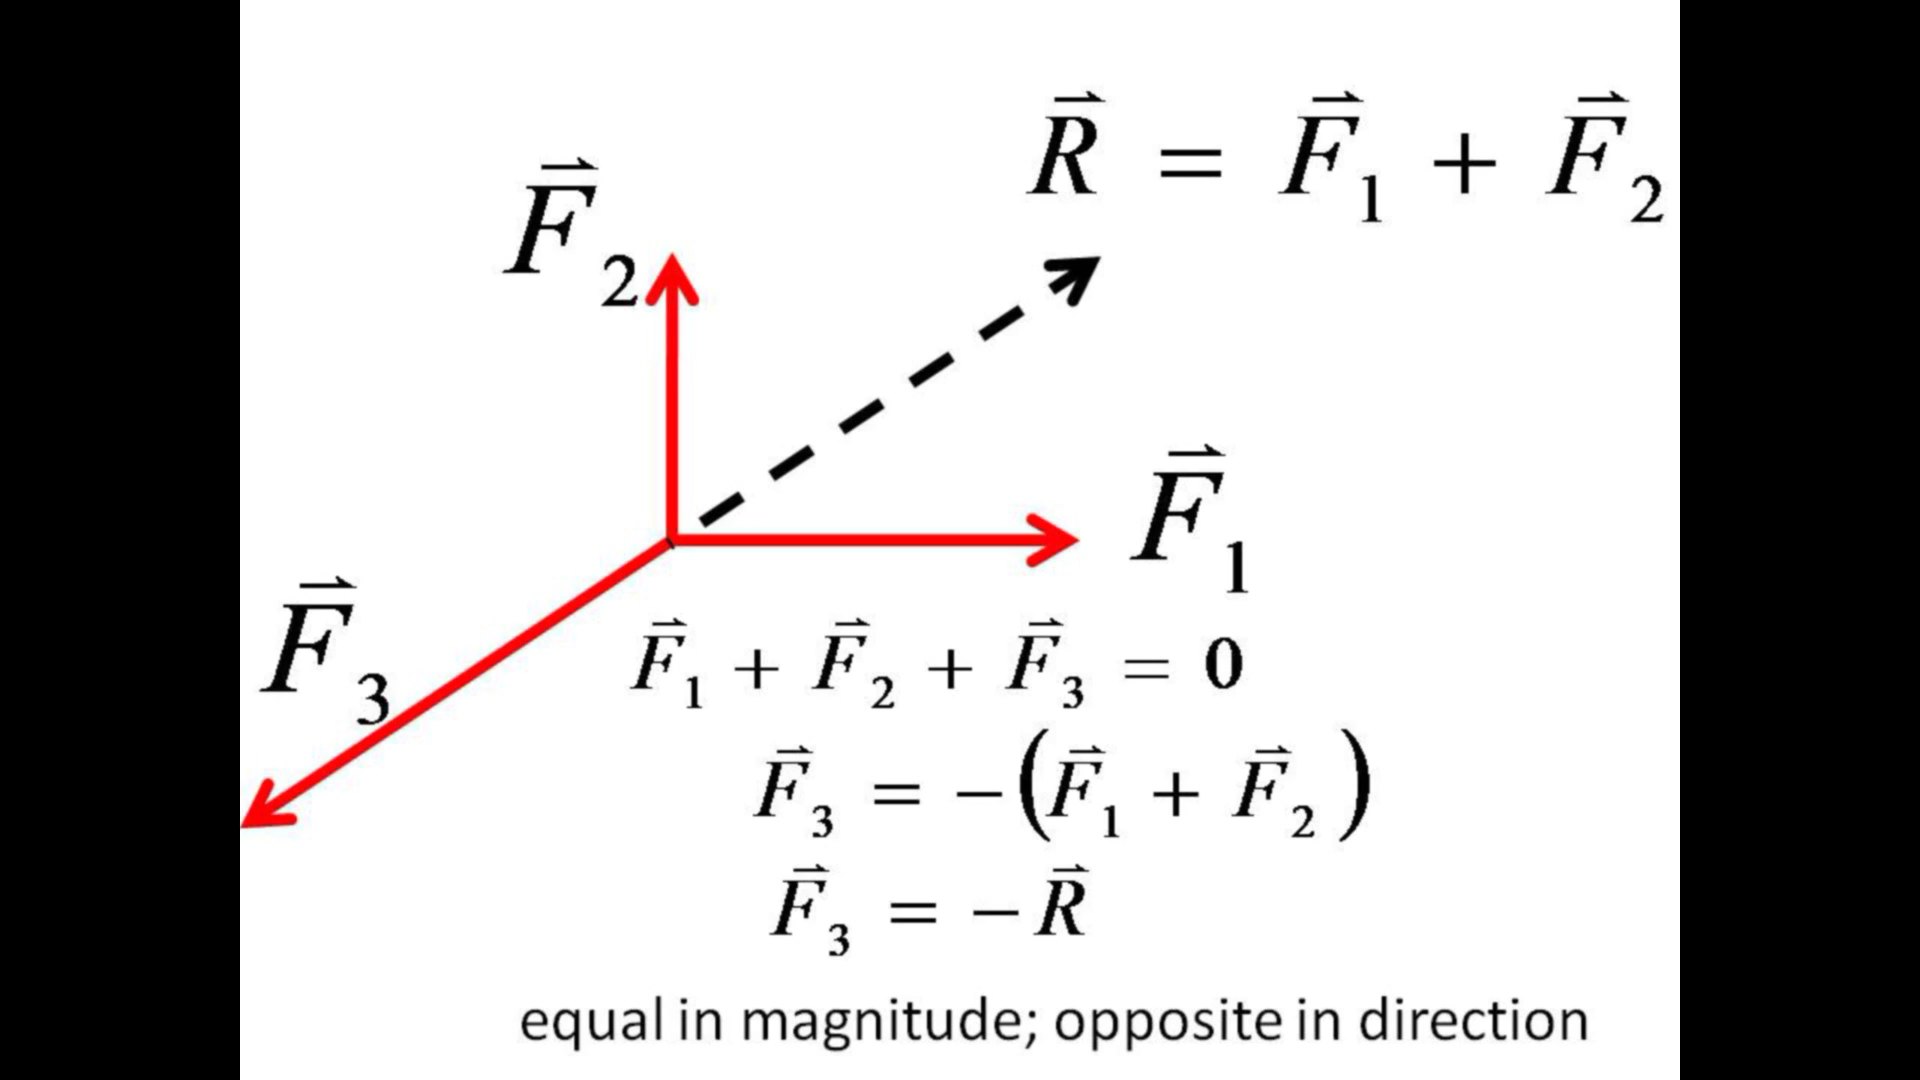 R⃗ = F⃗₁ + F⃗₂
F⃗₂
F⃗₁
F⃗₃
F⃗₁ + F⃗₂ + F⃗₃ = 0
F⃗₃ = −(F⃗₁ + F⃗₂)
F⃗₃ = −R⃗
equal in magnitude; opposite in direction